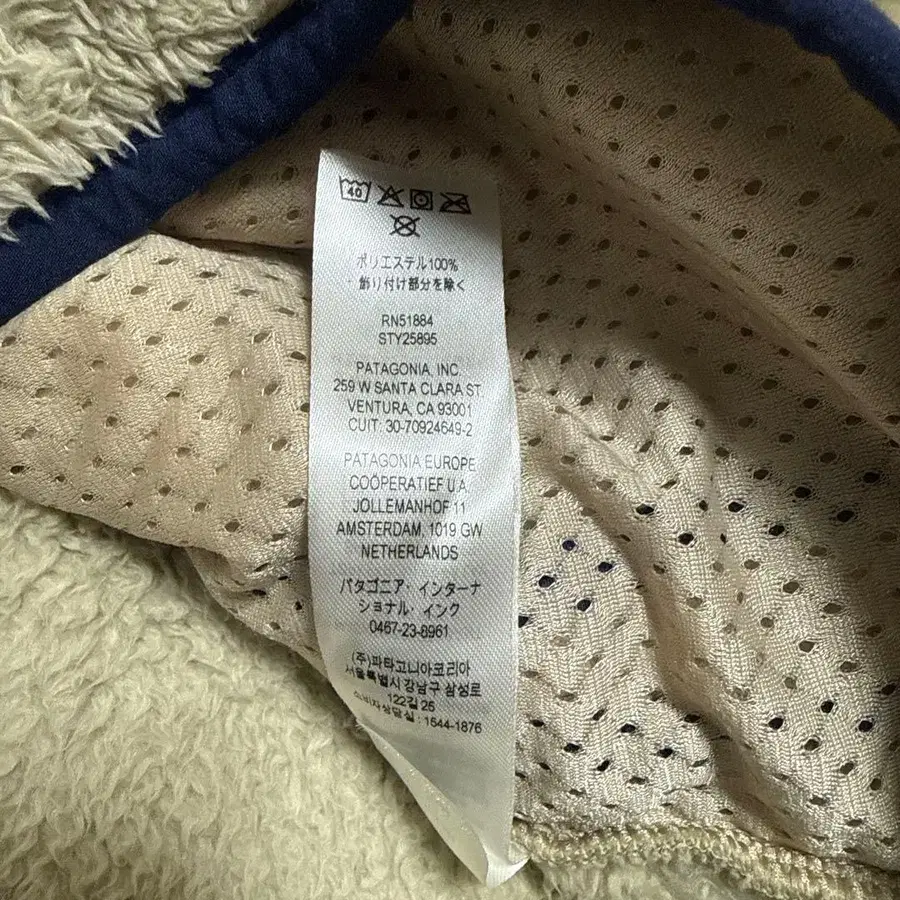 40
ポリエステル100%
飾り付け部分を除く
RN51884
STY25895
PATAGONIA, INC.
259 W SANTA CLARA ST
VENTURA, CA 93001
CUIT: 30-70924649-2
PATAGONIA EUROPE
COÖPERATIEF U.A.
JOLLEMANHOF 11
AMSTERDAM, 1019 GW
NETHERLANDS
パタゴニア・インターナ
ショナル・インク
0467-23-8961
(주)파타고니아코리아
서울특별시 강남구 삼성로
122길 25
소비자상담실 : 1544-1876